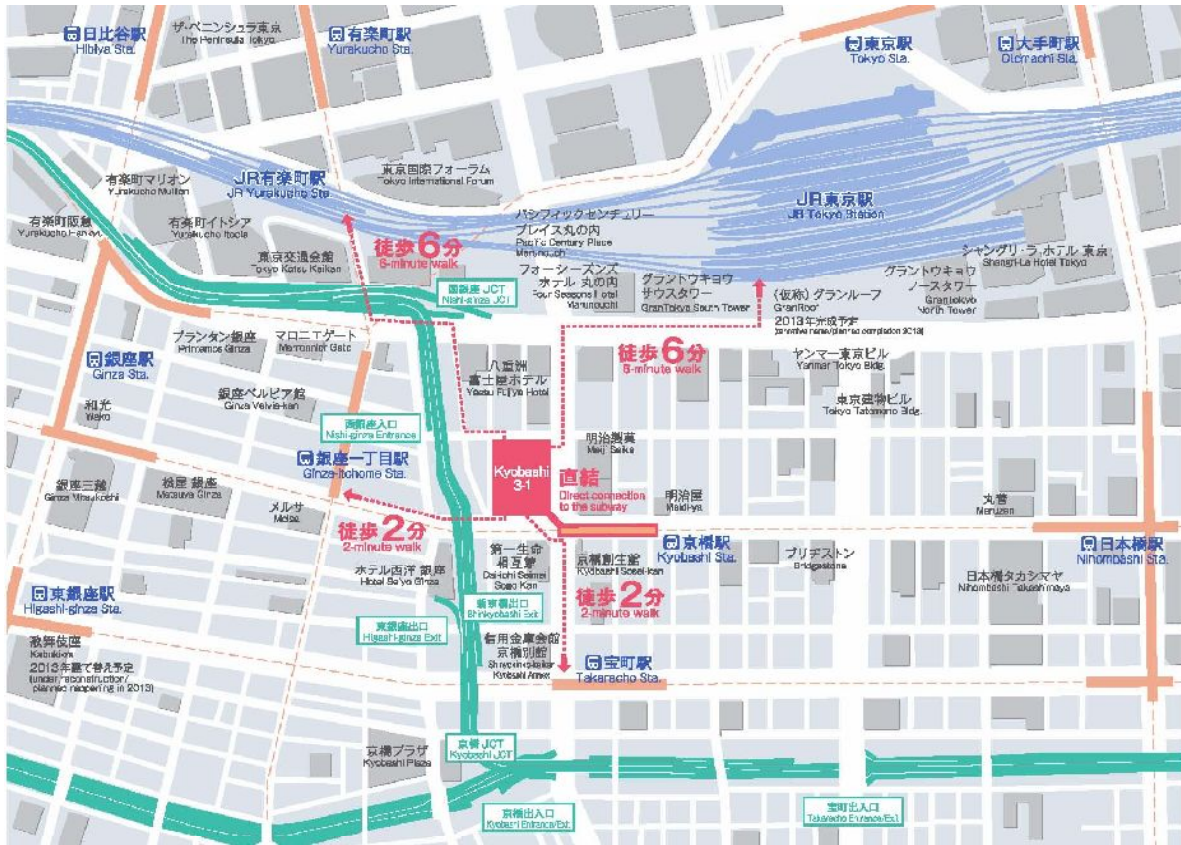 日比谷駅
Hibiya Sta.
ザ・ペニンシュラ東京
The Peninsula Tokyo
有楽町駅
Yurakucho Sta.
東京駅
Tokyo Sta.
大手町駅
Otemachi Sta.
有楽町マリオン
Yurakucho Mullion
JR有楽町駅
JR Yurakucho Sta.
東京国際フォーラム
Tokyo International Forum
JR東京駅
JR Tokyo Station
有楽町阪急
Yurakucho Hankyu
有楽町イトシア
Yurakucho Itocia
東京交通会館
Tokyo Kotsu Kaikan
徒歩6分
6-minute walk
パシフィックセンチュリー
プレイス丸の内
Pacific Century Place
Marunouchi
フォーシーズンズ
ホテル 丸の内
Four Seasons Hotel
Marunouchi
グラントウキョウ
サウスタワー
GranTokyo South Tower
(仮称) グランルーフ
GranRoof
2013年完成予定
(tentative name/planned completion 2013)
グラントウキョウ
ノースタワー
GranTokyo
North Tower
シャングリ・ラ ホテル 東京
Shangri-La Hotel Tokyo
西銀座 JCT
Nishi-ginza JCT
プランタン銀座
Printemps Ginza
マロニエゲート
Marronnier Gate
銀座駅
Ginza Sta.
和光
Wako
銀座ベルビア館
Ginza Velvia-kan
八重洲
富士屋ホテル
Yaesu Fujiya Hotel
徒歩6分
6-minute walk
ヤンマー東京ビル
Yanmar Tokyo Bldg.
東京建物ビル
Tokyo Tatemono Bldg.
西銀座入口
Nishi-ginza Entrance
銀座一丁目駅
Ginza-itchome Sta.
Kyobashi
3-1
明治製菓
Meiji Seika
直結
Direct connection
to the subway
明治屋
Meidi-ya
丸善
Maruzen
銀座三越
Ginza Mitsukoshi
松屋 銀座
Matsuya Ginza
メルサ
Melsa
徒歩2分
2-minute walk
第一生命
相互館
Dai-ichi Seimei
Sogo Kan
京橋創生館
Kyobashi Sosei-kan
京橋駅
Kyobashi Sta.
ブリヂストン
Bridgestone
日本橋駅
Nihombashi Sta.
日本橋タカシマヤ
Nihombashi Takashimaya
ホテル西洋 銀座
Hotel Seiyo Ginza
東銀座駅
Higashi-ginza Sta.
東銀座出口
Higashi-ginza Exit
新京橋出口
Shinkyobashi Exit
徒歩2分
2-minute walk
歌舞伎座
Kabukiza
2013年建て替え予定
(under reconstruction/
planned reopening in 2013)
信用金庫会館
京橋別館
Kyobashi Annex
宝町駅
Takaracho Sta.
京橋プラザ
Kyobashi Plaza
京橋 JCT
Kyobashi JCT
京橋出入口
Kyobashi Entrance/Exit
宝町出入口
Takaracho Entrance/Exit